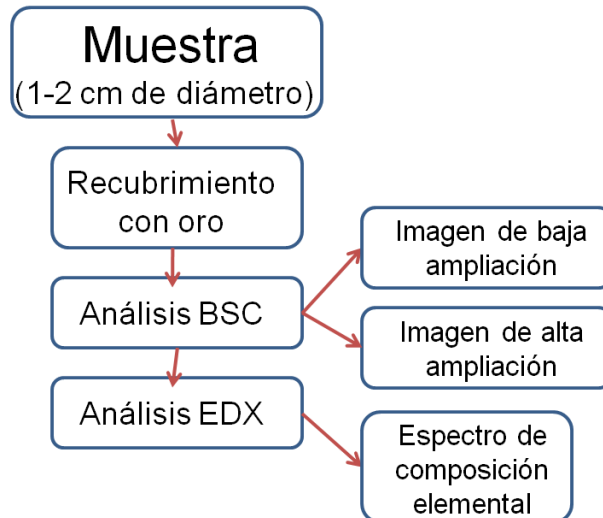 Muestra
(1-2 cm de diámetro)
Recubrimiento
con oro
Imagen de baja
ampliación
Análisis BSC
Imagen de alta
ampliación
Análisis EDX
Espectro de
composición
elemental